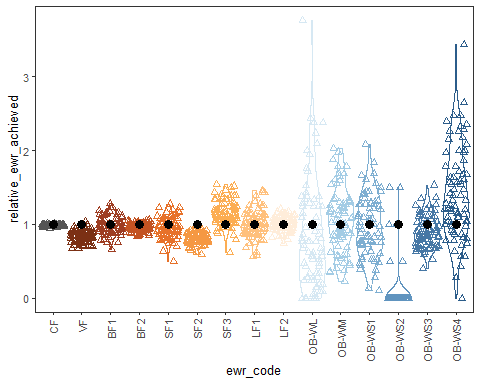 relative_ewr_achieved
3
2
1
0
CF
VF
BF1
BF2
SF1
SF2
SF3
LF1
LF2
OB-WL
OB-WM
OB-WS1
OB-WS2
OB-WS3
OB-WS4
ewr_code